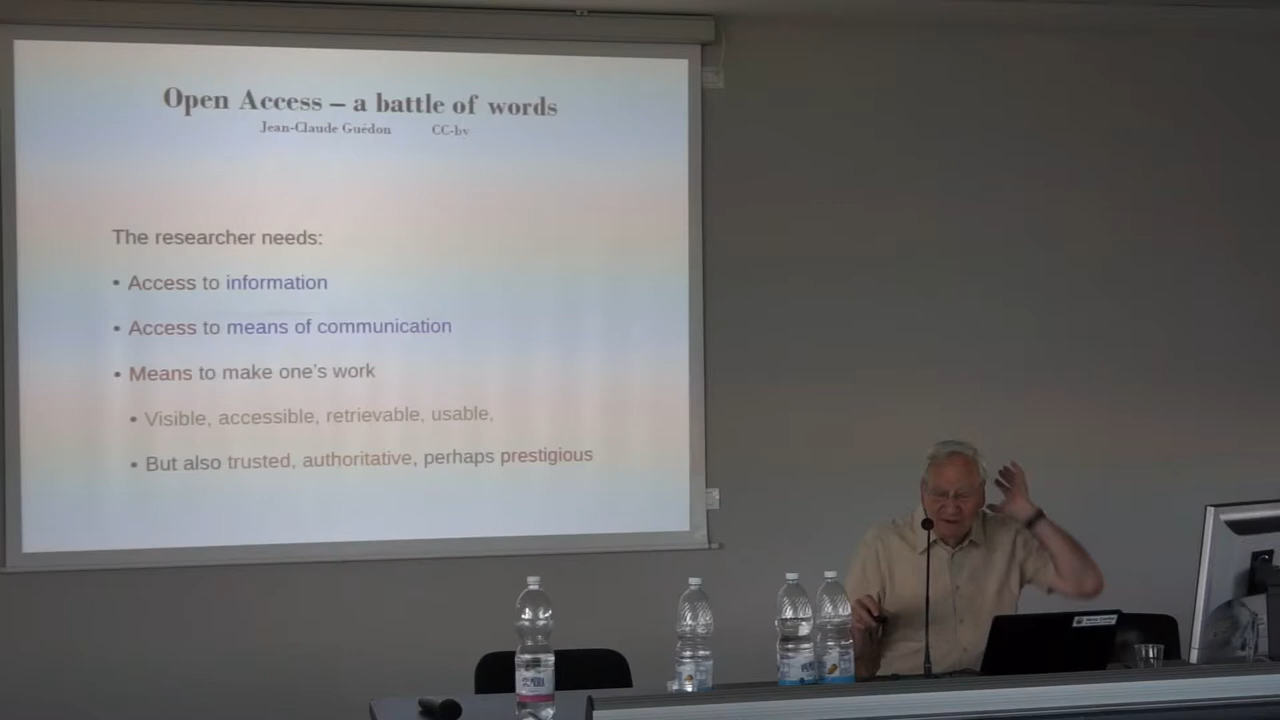 Open Access – a battle of words
Jean-Claude Guédon CC-by
The researcher needs:
• Access to information
• Access to means of communication
• Means to make one's work
• Visible, accessible, retrievable, usable,
• But also trusted, authoritative, perhaps prestigious